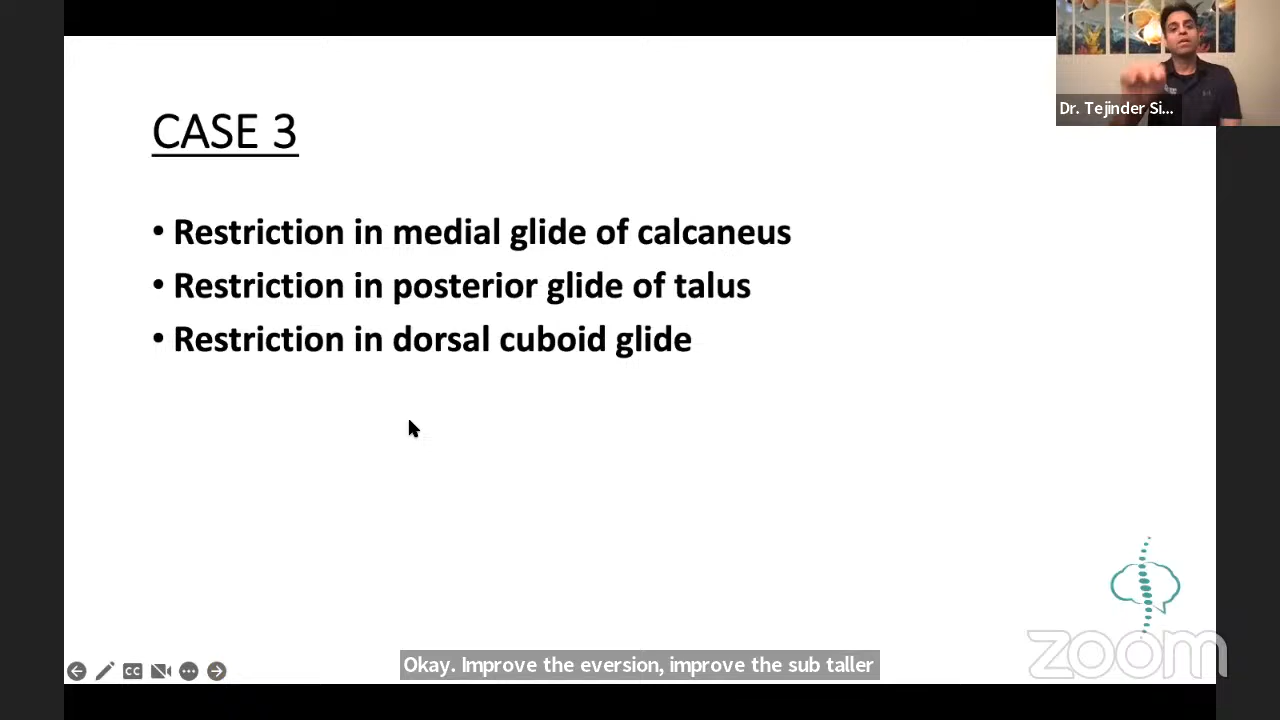 Dr. Tejinder Si...
CASE 3
• Restriction in medial glide of calcaneus
• Restriction in posterior glide of talus
• Restriction in dorsal cuboid glide
CC
Okay. Improve the eversion, improve the sub taller
zoom